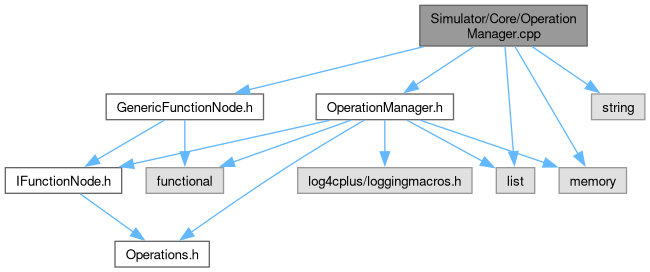 Simulator/Core/Operation
Manager.cpp
GenericFunctionNode.h
OperationManager.h
string
IFunctionNode.h
functional
log4cplus/loggingmacros.h
list
memory
Operations.h